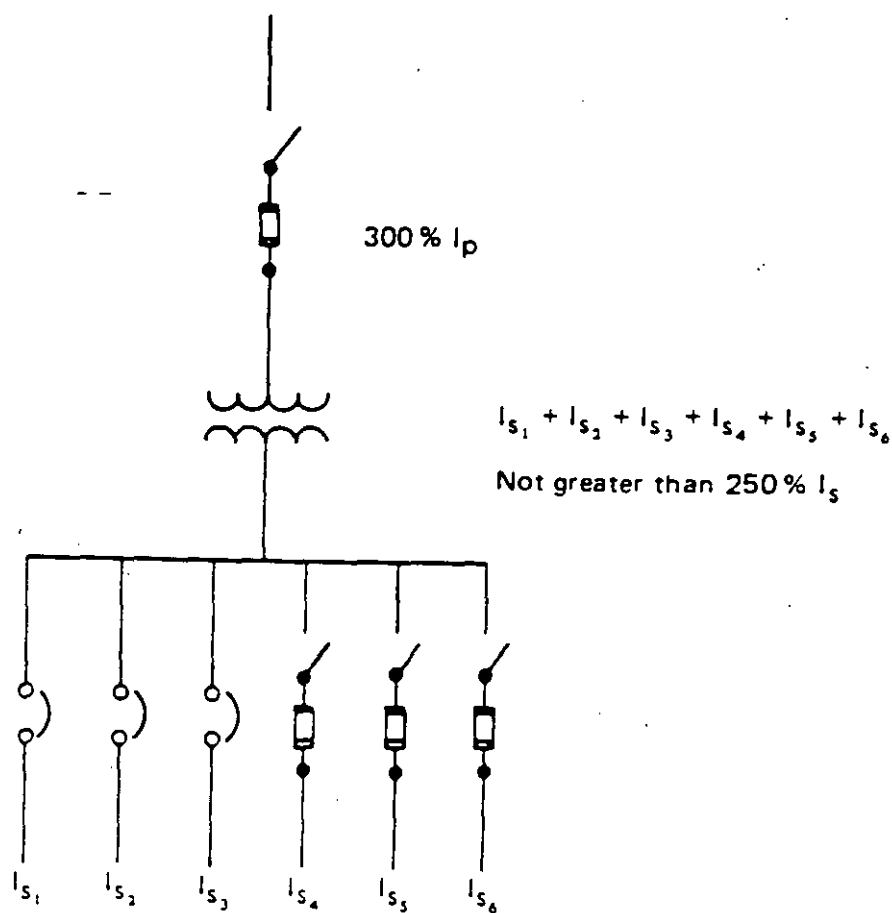 300% Ip
IS1 + IS2 + IS3 + IS4 + IS5 + IS6
Not greater than 250% IS
IS1 IS2 IS3 IS4 IS5 IS6